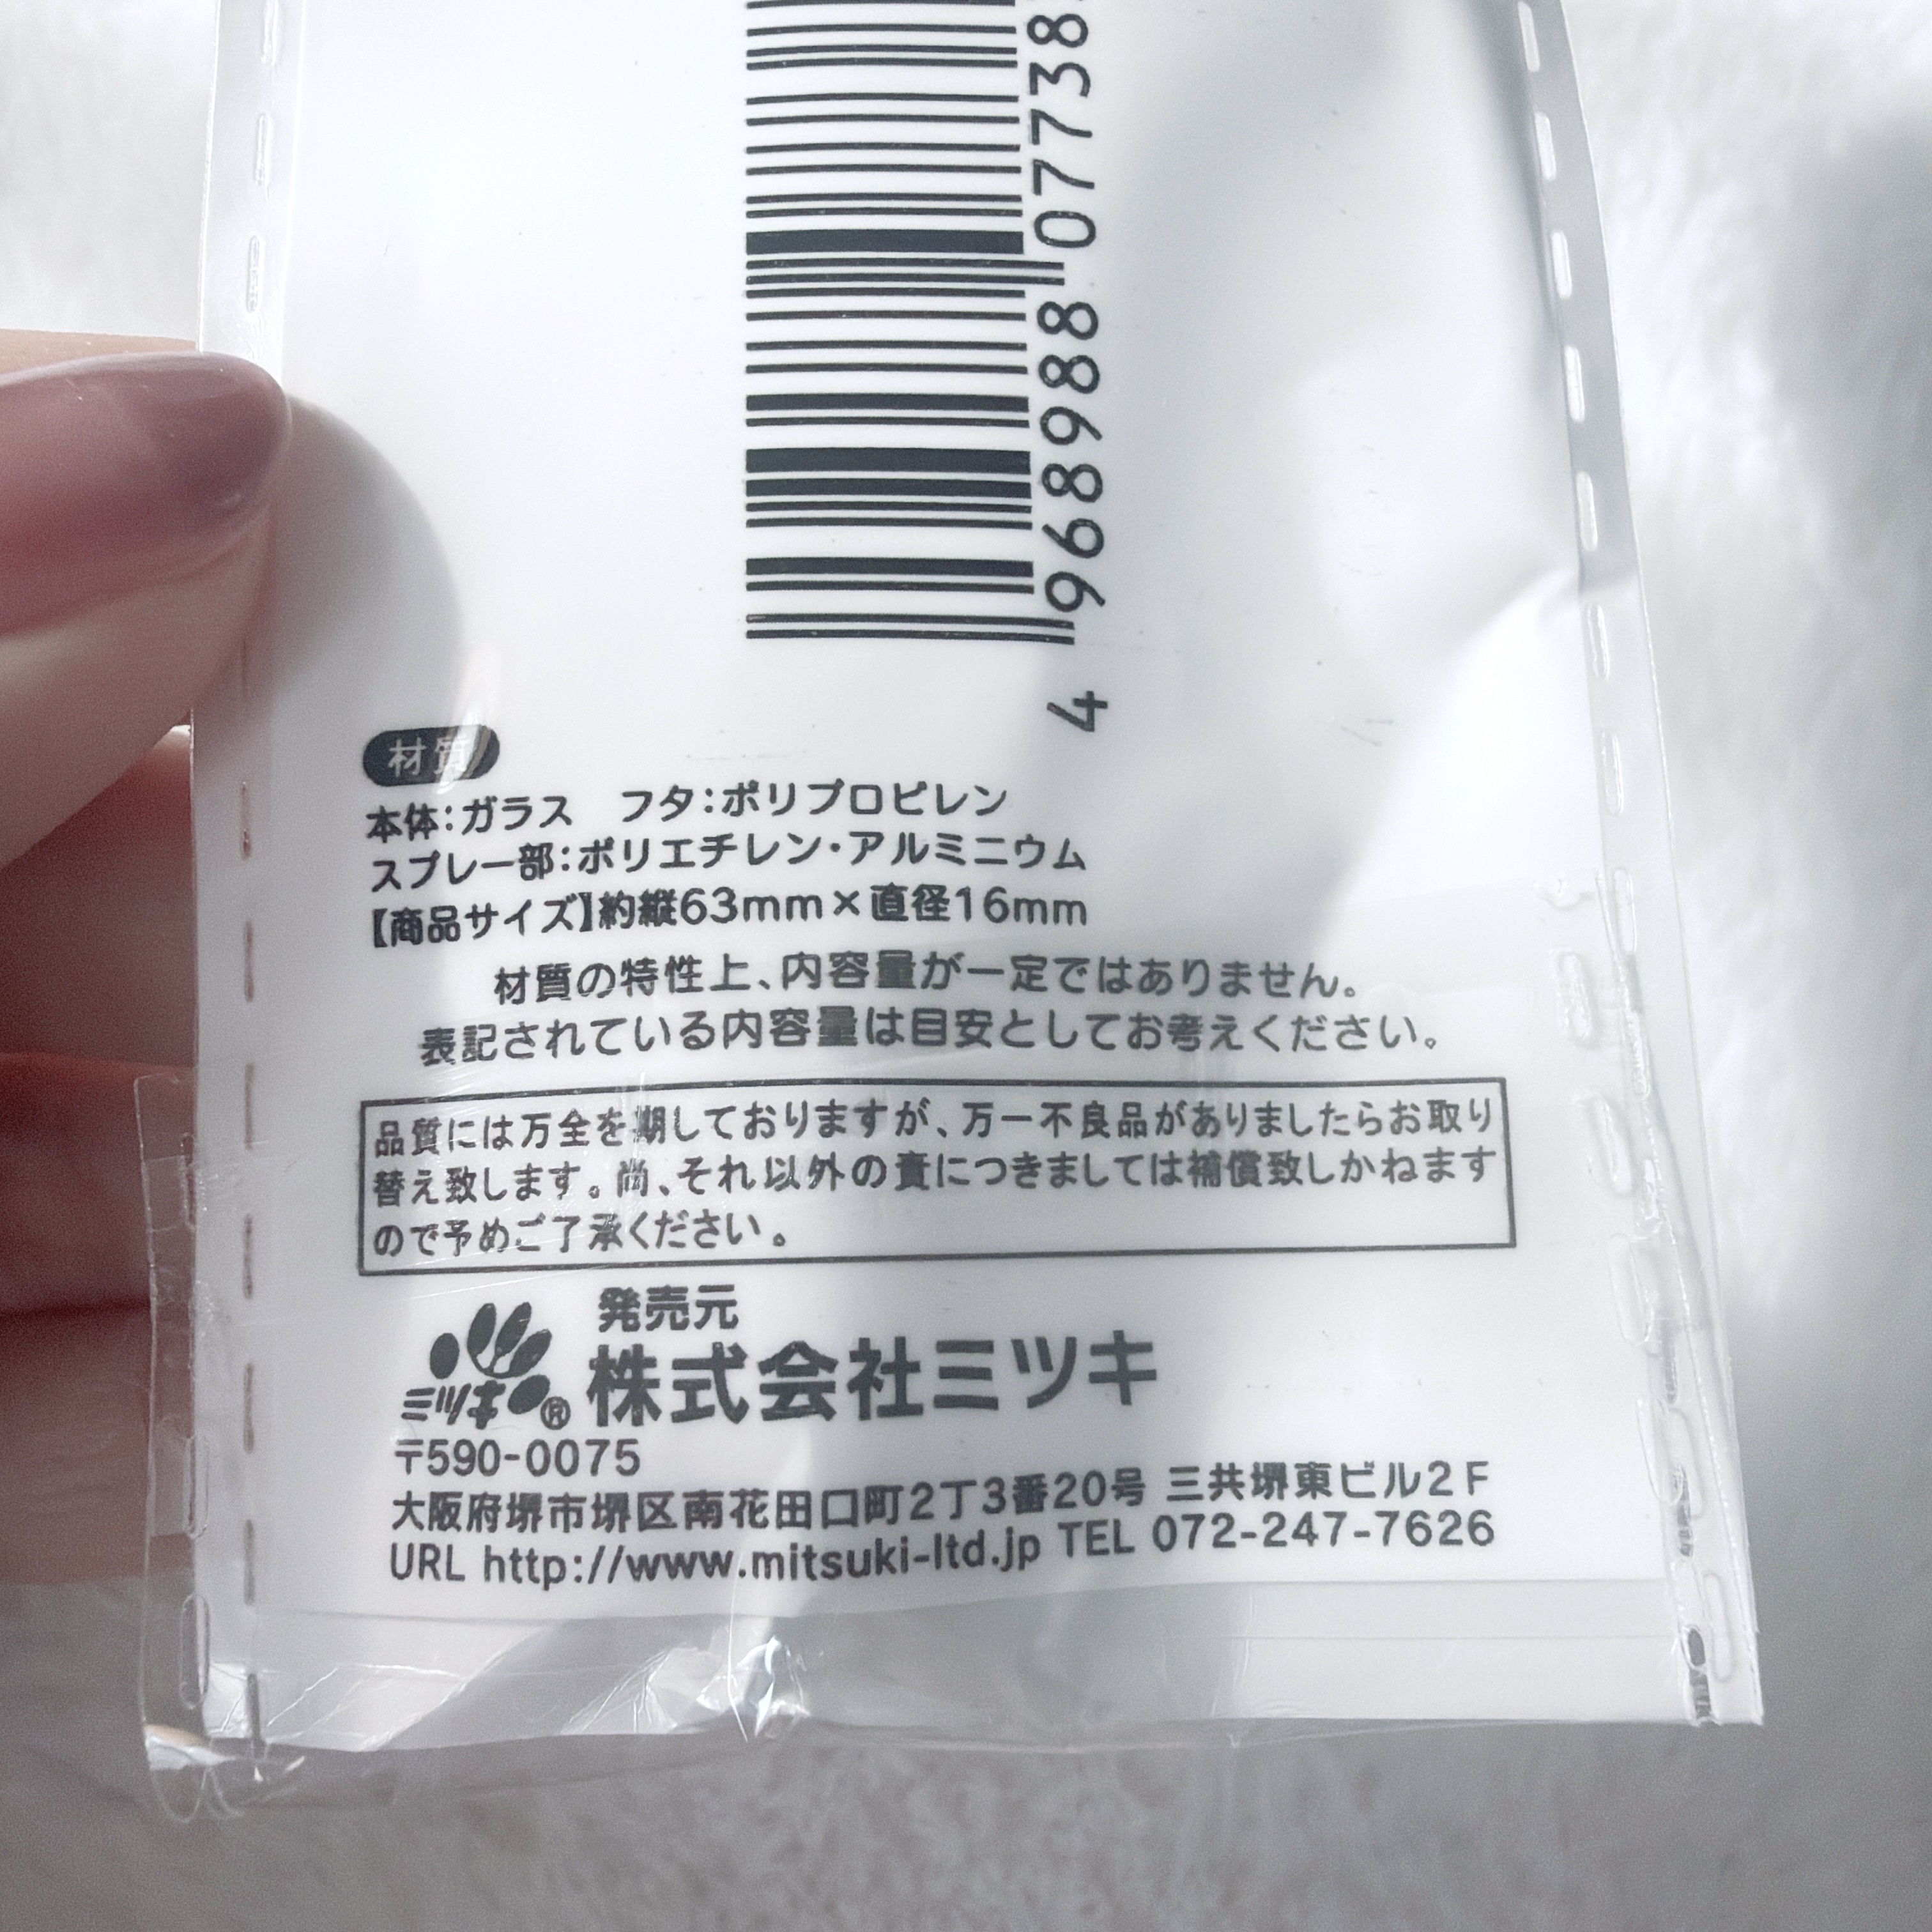 4 968988 07738
材質
本体：ガラス　フタ：ポリプロピレン
スプレー部：ポリエチレン・アルミニウム
【商品サイズ】約縦63mm×直径16mm
材質の特性上、内容量が一定ではありません。
表記されている内容量は目安としてお考えください。
品質には万全を期しておりますが、万一不良品がありましたらお取り
替え致します。尚、それ以外の責につきましては補償致しかねます
ので予めご了承ください。
発売元
ミツキ® 株式会社ミツキ
〒590-0075
大阪府堺市堺区南花田口町2丁3番20号 三共堺東ビル2F
URL http://www.mitsuki-ltd.jp TEL 072-247-7626